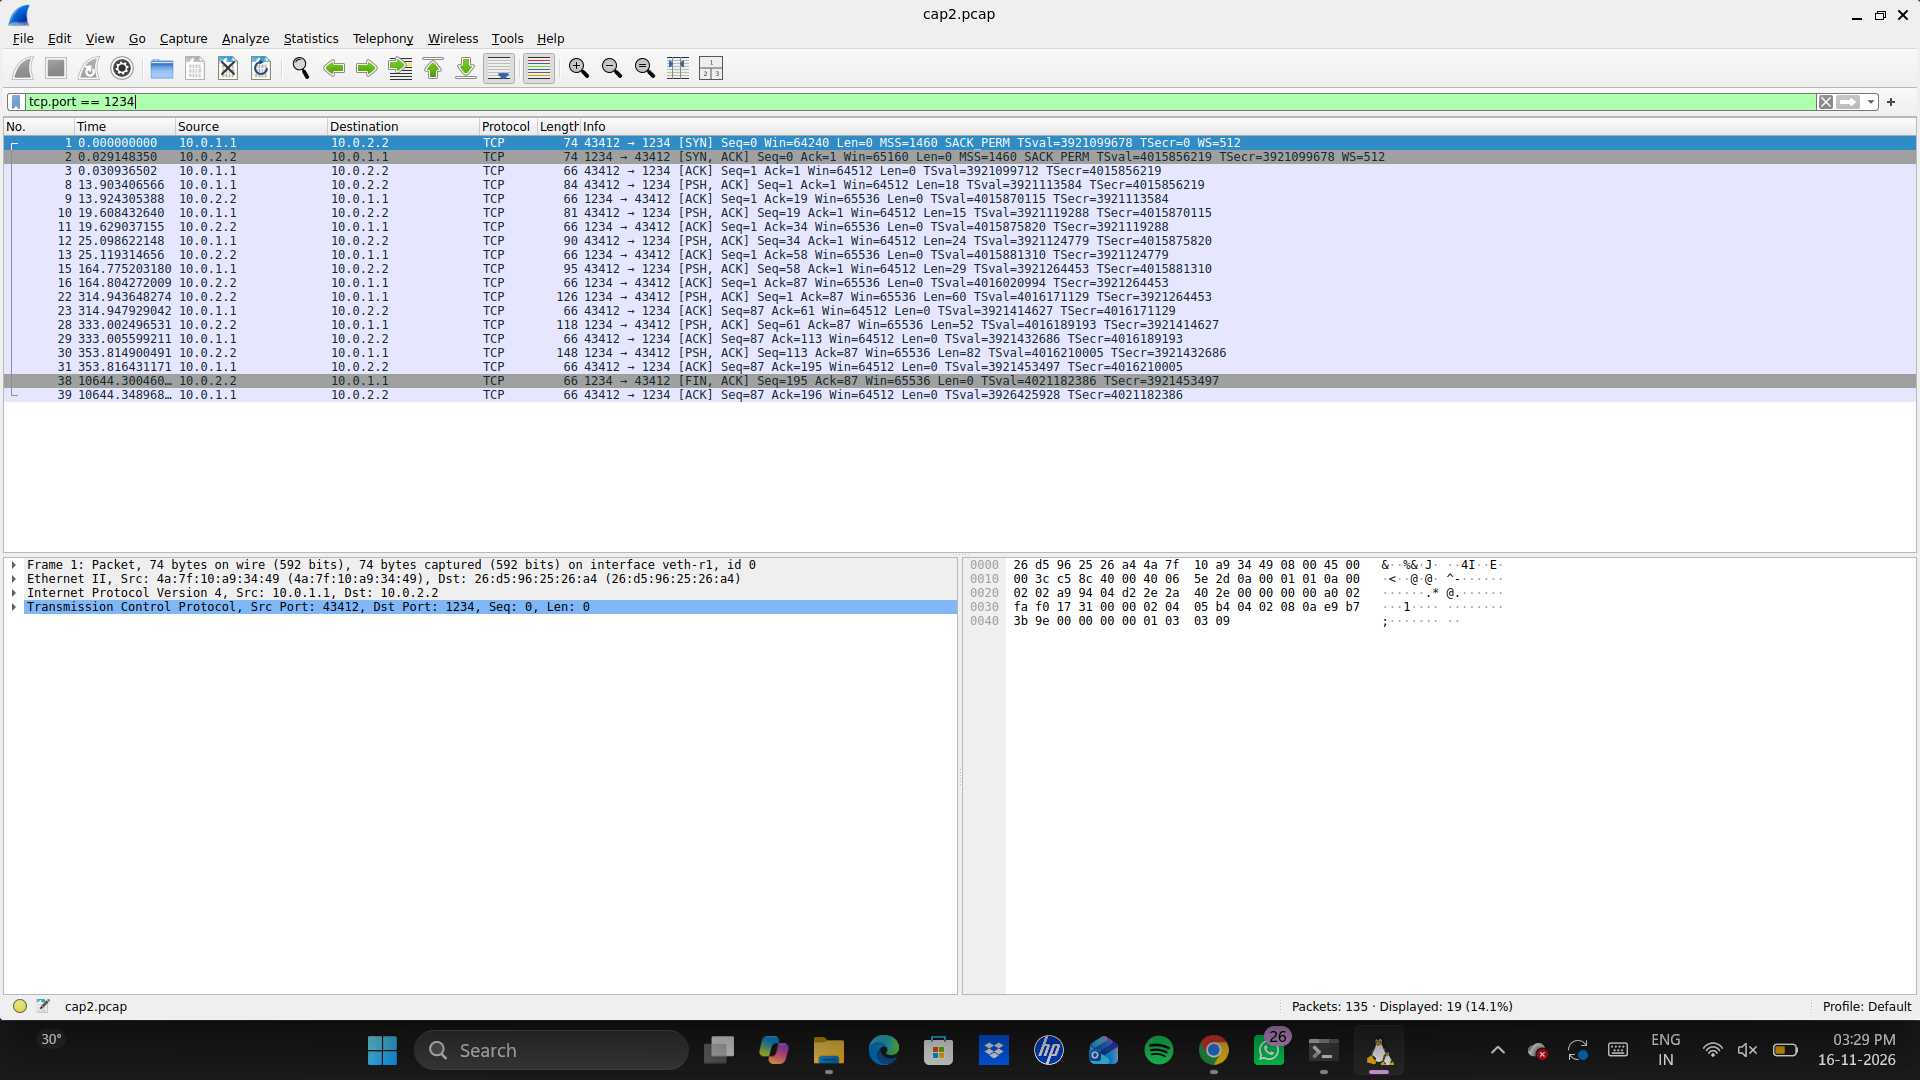 cap2.pcap
File Edit View Go Capture Analyze Statistics Telephony Wireless Tools Help
tcp.port == 1234
No. Time Source Destination Protocol Length Info
1 0.000000000 10.0.1.1 10.0.2.2 TCP 74 43412 → 1234 [SYN] Seq=0 Win=64240 Len=0 MSS=1460 SACK_PERM TSval=3921099678 TSecr=0 WS=512
2 0.029148350 10.0.2.2 10.0.1.1 TCP 74 1234 → 43412 [SYN, ACK] Seq=0 Ack=1 Win=65160 Len=0 MSS=1460 SACK_PERM TSval=4015856219 TSecr=3921099678 WS=512
3 0.030936502 10.0.1.1 10.0.2.2 TCP 66 43412 → 1234 [ACK] Seq=1 Ack=1 Win=64512 Len=0 TSval=3921099712 TSecr=4015856219
8 13.903406566 10.0.1.1 10.0.2.2 TCP 84 43412 → 1234 [PSH, ACK] Seq=1 Ack=1 Win=64512 Len=18 TSval=3921113584 TSecr=4015856219
9 13.924305388 10.0.2.2 10.0.1.1 TCP 66 1234 → 43412 [ACK] Seq=1 Ack=19 Win=65536 Len=0 TSval=4015870115 TSecr=3921113584
10 19.608432640 10.0.1.1 10.0.2.2 TCP 81 43412 → 1234 [PSH, ACK] Seq=19 Ack=1 Win=64512 Len=15 TSval=3921119288 TSecr=4015870115
11 19.629037155 10.0.2.2 10.0.1.1 TCP 66 1234 → 43412 [ACK] Seq=1 Ack=34 Win=65536 Len=0 TSval=4015875820 TSecr=3921119288
12 25.098622148 10.0.1.1 10.0.2.2 TCP 90 43412 → 1234 [PSH, ACK] Seq=34 Ack=1 Win=64512 Len=24 TSval=3921124779 TSecr=4015875820
13 25.119314656 10.0.2.2 10.0.1.1 TCP 66 1234 → 43412 [ACK] Seq=1 Ack=58 Win=65536 Len=0 TSval=4015881310 TSecr=3921124779
15 164.775203180 10.0.1.1 10.0.2.2 TCP 95 43412 → 1234 [PSH, ACK] Seq=58 Ack=1 Win=64512 Len=29 TSval=3921264453 TSecr=4015881310
16 164.804272009 10.0.2.2 10.0.1.1 TCP 66 1234 → 43412 [ACK] Seq=1 Ack=87 Win=65536 Len=0 TSval=4016020994 TSecr=3921264453
22 314.943648274 10.0.2.2 10.0.1.1 TCP 126 1234 → 43412 [PSH, ACK] Seq=1 Ack=87 Win=65536 Len=60 TSval=4016171129 TSecr=3921264453
23 314.947929042 10.0.1.1 10.0.2.2 TCP 66 43412 → 1234 [ACK] Seq=87 Ack=61 Win=64512 Len=0 TSval=3921414627 TSecr=4016171129
28 333.002496531 10.0.2.2 10.0.1.1 TCP 118 1234 → 43412 [PSH, ACK] Seq=61 Ack=87 Win=65536 Len=52 TSval=4016189193 TSecr=3921414627
29 333.005599211 10.0.1.1 10.0.2.2 TCP 66 43412 → 1234 [ACK] Seq=87 Ack=113 Win=64512 Len=0 TSval=3921432686 TSecr=4016189193
30 353.814900491 10.0.2.2 10.0.1.1 TCP 148 1234 → 43412 [PSH, ACK] Seq=113 Ack=87 Win=65536 Len=82 TSval=4016210005 TSecr=3921432686
31 353.816431171 10.0.1.1 10.0.2.2 TCP 66 43412 → 1234 [ACK] Seq=87 Ack=195 Win=64512 Len=0 TSval=3921453497 TSecr=4016210005
38 10644.300460… 10.0.2.2 10.0.1.1 TCP 66 1234 → 43412 [FIN, ACK] Seq=195 Ack=87 Win=65536 Len=0 TSval=4021182386 TSecr=3921453497
39 10644.348968… 10.0.1.1 10.0.2.2 TCP 66 43412 → 1234 [ACK] Seq=87 Ack=196 Win=64512 Len=0 TSval=3926425928 TSecr=4021182386
Frame 1: Packet, 74 bytes on wire (592 bits), 74 bytes captured (592 bits) on interface veth-r1, id 0
Ethernet II, Src: 4a:7f:10:a9:34:49 (4a:7f:10:a9:34:49), Dst: 26:d5:96:25:26:a4 (26:d5:96:25:26:a4)
Internet Protocol Version 4, Src: 10.0.1.1, Dst: 10.0.2.2
Transmission Control Protocol, Src Port: 43412, Dst Port: 1234, Seq: 0, Len: 0
0000 26 d5 96 25 26 a4 4a 7f 10 a9 34 49 08 00 45 00 &··%&·J· ··4I··E·
0010 00 3c c5 8c 40 00 40 06 5e 2d 0a 00 01 01 0a 00 ·<··@·@· ^-······
0020 02 02 a9 94 04 d2 2e 2a 40 2e 00 00 00 00 a0 02 ······.* @.······
0030 fa f0 17 31 00 00 02 04 05 b4 04 02 08 0a e9 b7 ···1···· ········
0040 3b 9e 00 00 00 00 01 03 03 09 ;······· ··
cap2.pcap
Packets: 135 · Displayed: 19 (14.1%)
Profile: Default
30°
Search
26
ENG
IN
03:29 PM
16-11-2026